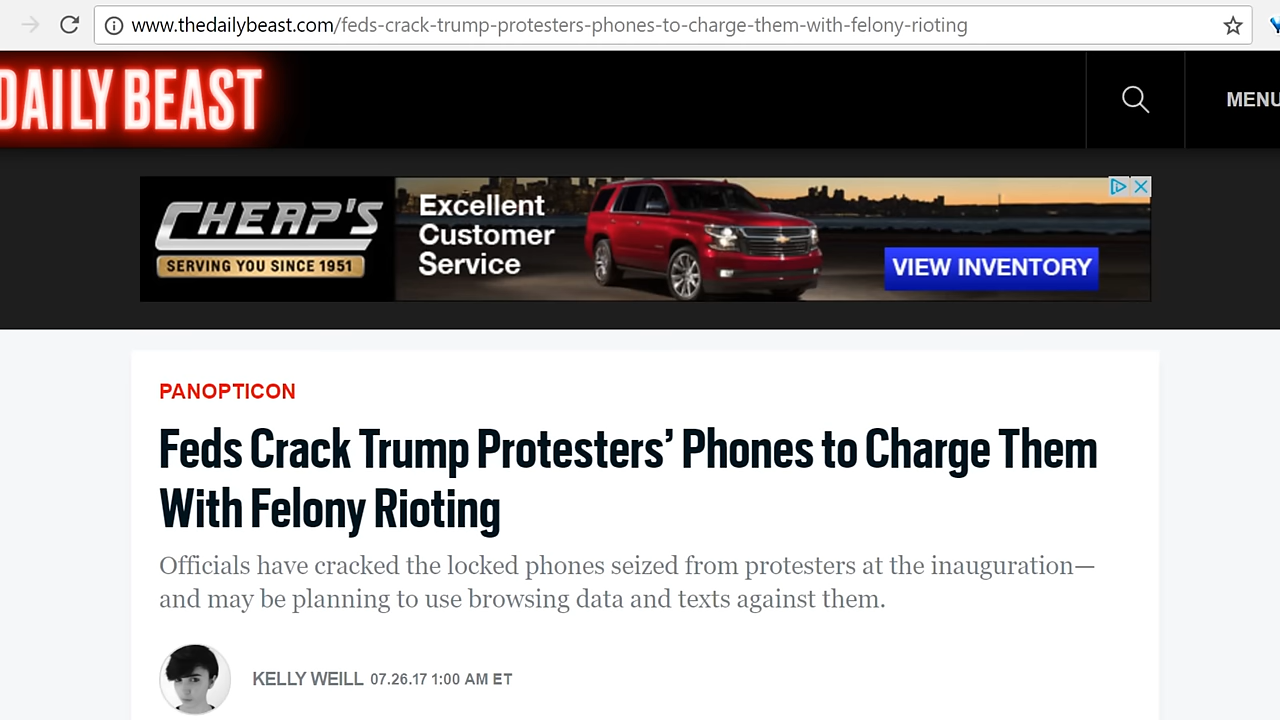 www.thedailybeast.com/feds-crack-trump-protesters-phones-to-charge-them-with-felony-rioting
DAILY BEAST
MENU
CHEAP'S
SERVING YOU SINCE 1951
Excellent
Customer
Service
VIEW INVENTORY
PANOPTICON
Feds Crack Trump Protesters’ Phones to Charge Them
With Felony Rioting
Officials have cracked the locked phones seized from protesters at the inauguration—
and may be planning to use browsing data and texts against them.
KELLY WEILL 07.26.17 1:00 AM ET